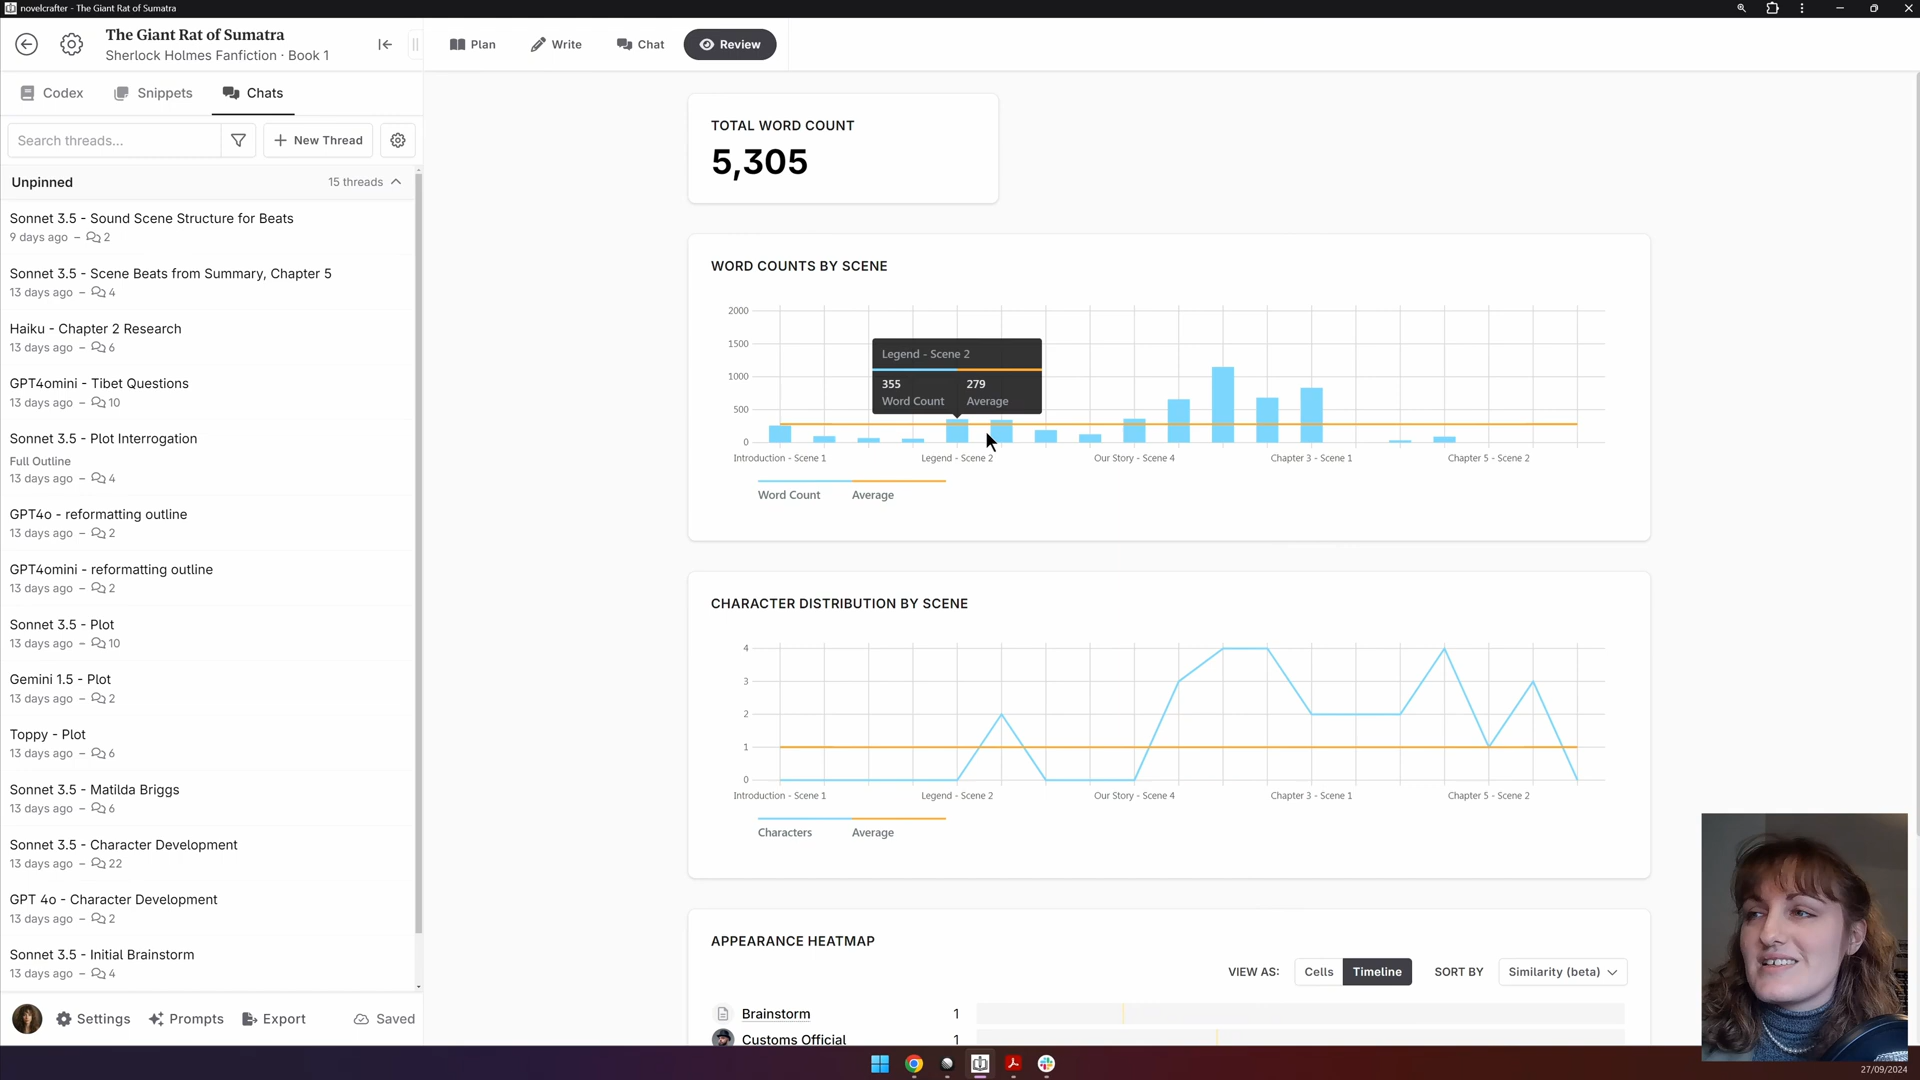 novelcrafter - The Giant Rat of Sumatra
The Giant Rat of Sumatra
Sherlock Holmes Fanfiction · Book 1
Plan
Write
Chat
Review
Codex
Snippets
Chats
Search threads...
New Thread
Unpinned
15 threads
Sonnet 3.5 - Sound Scene Structure for Beats
9 days ago – 2
Sonnet 3.5 - Scene Beats from Summary, Chapter 5
13 days ago – 4
Haiku - Chapter 2 Research
13 days ago – 6
GPT4omini - Tibet Questions
13 days ago – 10
Sonnet 3.5 - Plot Interrogation
Full Outline
13 days ago – 4
GPT4o - reformatting outline
13 days ago – 2
GPT4omini - reformatting outline
13 days ago – 2
Sonnet 3.5 - Plot
13 days ago – 10
Gemini 1.5 - Plot
13 days ago – 2
Toppy - Plot
13 days ago – 6
Sonnet 3.5 - Matilda Briggs
13 days ago – 6
Sonnet 3.5 - Character Development
13 days ago – 22
GPT 4o - Character Development
13 days ago – 2
Sonnet 3.5 - Initial Brainstorm
13 days ago – 4
Settings
Prompts
Export
Saved
TOTAL WORD COUNT
5,305
WORD COUNTS BY SCENE
2000
1500
1000
500
0
Legend - Scene 2
355
279
Word Count
Average
Introduction - Scene 1
Legend - Scene 2
Our Story - Scene 4
Chapter 3 - Scene 1
Chapter 5 - Scene 2
Word Count
Average
CHARACTER DISTRIBUTION BY SCENE
4
3
2
1
0
Introduction - Scene 1
Legend - Scene 2
Our Story - Scene 4
Chapter 3 - Scene 1
Chapter 5 - Scene 2
Characters
Average
APPEARANCE HEATMAP
VIEW AS:
Cells
Timeline
SORT BY
Similarity (beta)
Brainstorm
1
Customs Official
1
27/09/2024